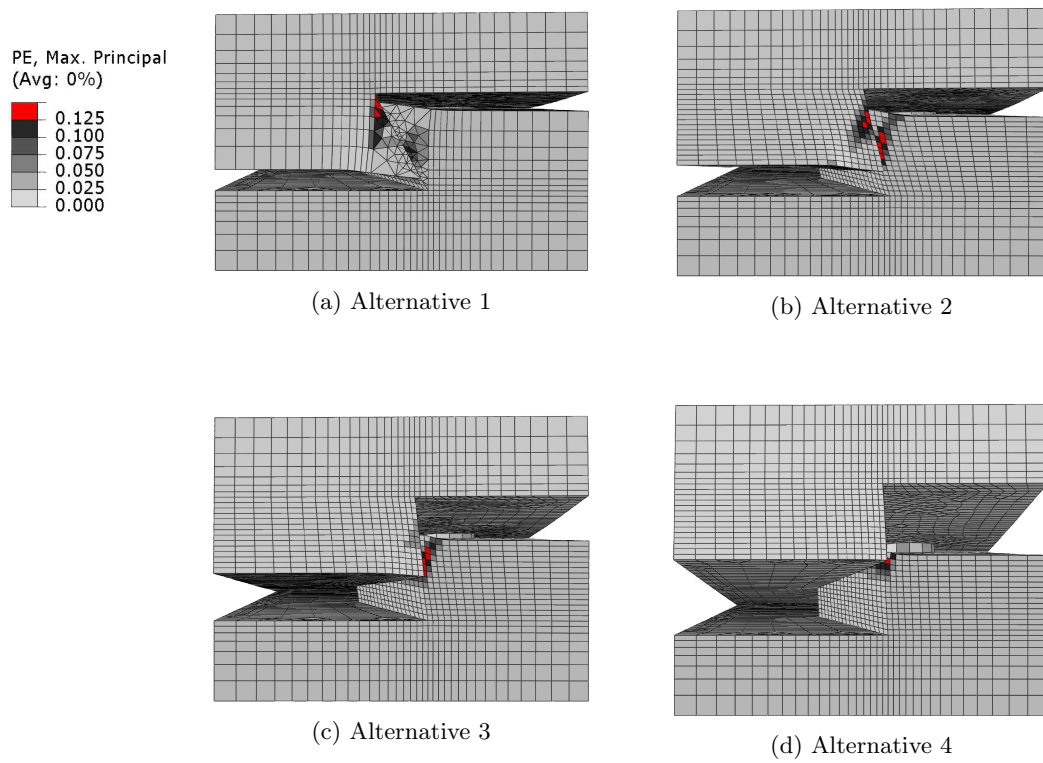 PE, Max. Principal
(Avg: 0%)
0.125
0.100
0.075
0.050
0.025
0.000
(a) Alternative 1
(b) Alternative 2
(c) Alternative 3
(d) Alternative 4